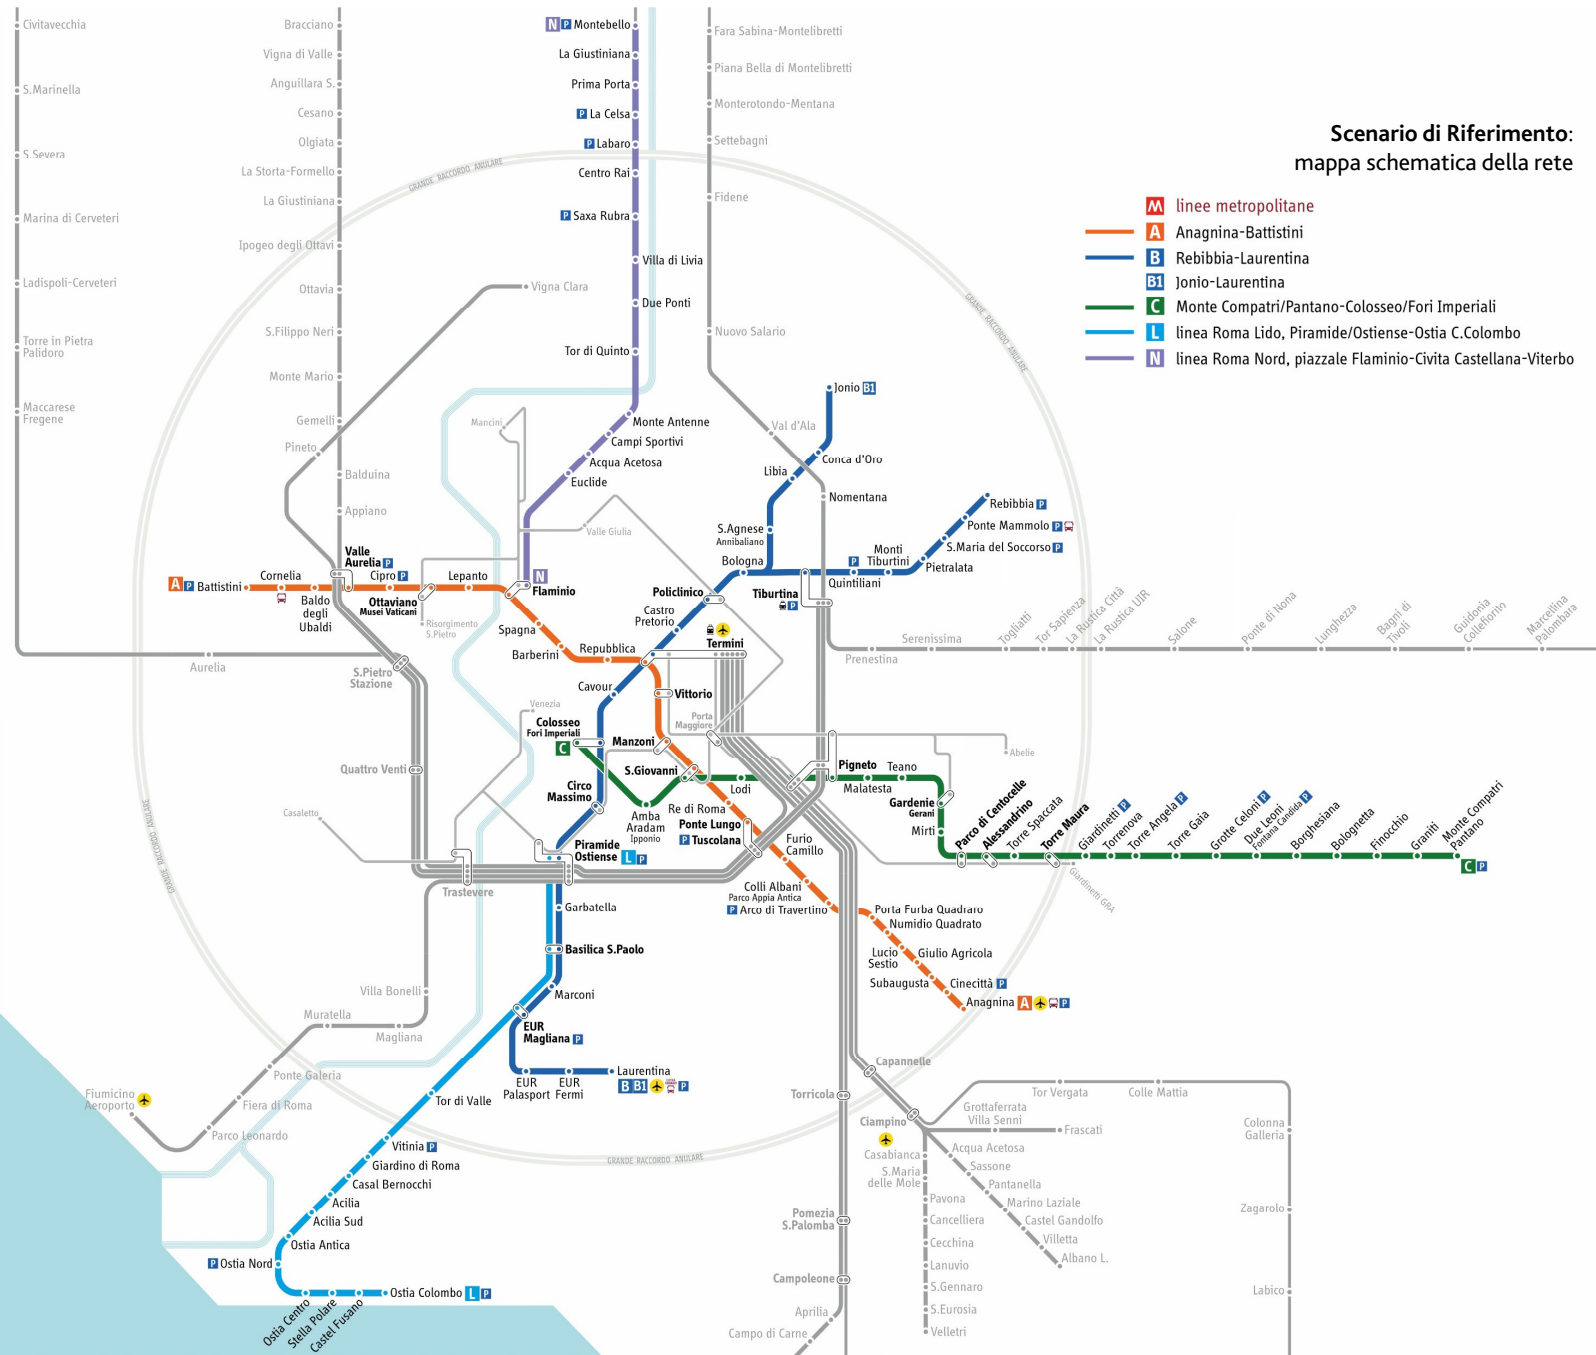 Scenario di Riferimento:
mappa schematica della rete
M linee metropolitane
A Anagnina-Battistini
B Rebibbia-Laurentina
B1 Jonio-Laurentina
C Monte Compatri/Pantano-Colosseo/Fori Imperiali
L linea Roma Lido, Piramide/Ostiense-Ostia C.Colombo
N linea Roma Nord, piazzale Flaminio-Civita Castellana-Viterbo
Civitavecchia
S.Marinella
S.Severa
Marina di Cerveteri
Ladispoli-Cerveteri
Torre in Pietra
Palidoro
Maccarese
Fregene
Aurelia
Bracciano
Vigna di Valle
Anguillara S.
Cesano
Olgiata
La Storta-Formello
La Giustiniana
Ipogeo degli Ottavi
Ottavia
S.Filippo Neri
Monte Mario
Gemelli
Pineto
Balduina
Appiano
Vigna Clara
N P Montebello
La Giustiniana
Prima Porta
P La Celsa
P Labaro
Centro Rai
P Saxa Rubra
Villa di Livia
Due Ponti
Tor di Quinto
Monte Antenne
Campi Sportivi
Acqua Acetosa
Euclide
N
Flaminio
Fara Sabina-Montelibretti
Piana Bella di Montelibretti
Monterotondo-Mentana
Settebagni
Fidene
Nuovo Salario
Val d'Ala
Nomentana
GRANDE RACCORDO ANULARE
GRANDE RACCORDO ANULARE
GRANDE RACCORDO ANULARE
GRANDE RACCORDO ANULARE
GRANDE RACCORDO ANULARE
Mancini
Valle Giulia
Risorgimento
S.Pietro
Jonio B1
Conca d'Oro
Libia
S.Agnese
Annibaliano
Bologna
Rebibbia P
Ponte Mammolo P
S.Maria del Soccorso P
Pietralata
Monti
Tiburtini
P
Quintiliani
Tiburtina
P
Policlinico
Castro
Pretorio
Termini
A P Battistini
Cornelia
Baldo
degli
Ubaldi
Valle
Aurelia P
Cipro P
Ottaviano
Musei Vaticani
Lepanto
Spagna
Barberini
Repubblica
Vittorio
Manzoni
S.Giovanni
Re di Roma
Ponte Lungo
P Tuscolana
Furio
Camillo
Colli Albani
Parco Appia Antica
P Arco di Travertino
Porta Furba Quadraro
Numidio Quadrato
Lucio
Sestio
Giulio Agricola
Subaugusta
Cinecittà P
Anagnina A P
Cavour
Colosseo
Fori Imperiali
C
Circo
Massimo
Piramide
Ostiense L P
Garbatella
Basilica S.Paolo
Marconi
EUR
Magliana P
EUR
Palasport
EUR
Fermi
Laurentina
B B1 P
Venezia
Porta
Maggiore
Casaletto
Abelie
Giardinetti GRA
Amba
Aradam
Ipponio
Lodi
Pigneto
Malatesta
Teano
Gardenie
Gerani
Mirti
Parco di Centocelle
Alessandrino
Torre Spaccata
Torre Maura
Giardinetti P
Torrenova
Torre Angela P
Torre Gaia
Grotte Celoni P
Due Leoni
Fontana Candida P
Borghesiana
Bolognetta
Finocchio
Graniti
Monte Compatri
Pantano
C P
Prenestina
Serenissima
Togliatti
Tor Sapienza
La Rustica Città
La Rustica UIR
Salone
Ponte di Nona
Lunghezza
Bagni di
Tivoli
Guidonia
Collefiorito
Marcellina
Palombara
S.Pietro
Stazione
Quattro Venti
Trastevere
Villa Bonelli
Magliana
Muratella
Ponte Galeria
Fiera di Roma
Parco Leonardo
Fiumicino
Aeroporto
Tor di Valle
Vitinia P
Giardino di Roma
Casal Bernocchi
Acilia
Acilia Sud
Ostia Antica
P Ostia Nord
Ostia Centro
Stella Polare
Castel Fusano
Ostia Colombo L P
Capannelle
Torricola
Ciampino
Casabianca
S.Maria
delle Mole
Pavona
Cancelliera
Cecchina
Lanuvio
S.Gennaro
S.Eurosia
Velletri
Acqua Acetosa
Sassone
Pantanella
Marino Laziale
Castel Gandolfo
Villetta
Albano L.
Grottaferrata
Villa Senni
Frascati
Tor Vergata
Colle Mattia
Colonna
Galleria
Zagarolo
Labico
Pomezia
S.Palomba
Campoleone
Aprilia
Campo di Carne